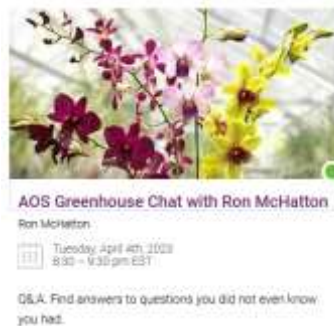 AOS Greenhouse Chat with Ron McHatton
Ron McHatton
Tuesday, April 4th, 2023
8:30 – 9:30 pm EST
Q&A. Find answers to questions you did not even know
you had.